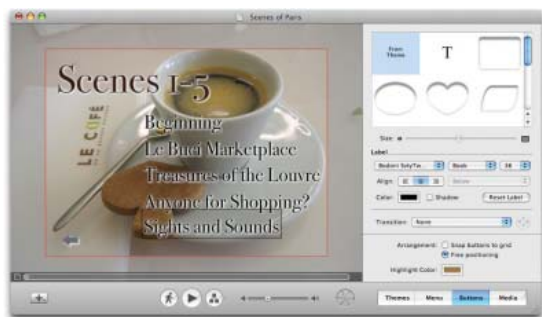 Scenes of Paris
Scenes 1-5
LE CAFÉ
Beginning
Le Buci Marketplace
Treasures of the Louvre
Anyone for Shopping?
Sights and Sounds
From Theme
T
Size:
Label
Book
36
Align:
Below
Color:
Shadow
Reset Label
Transition: None
Arrangement: Snap buttons to grid
Free positioning
Highlight Color:
Themes Menu Buttons Media